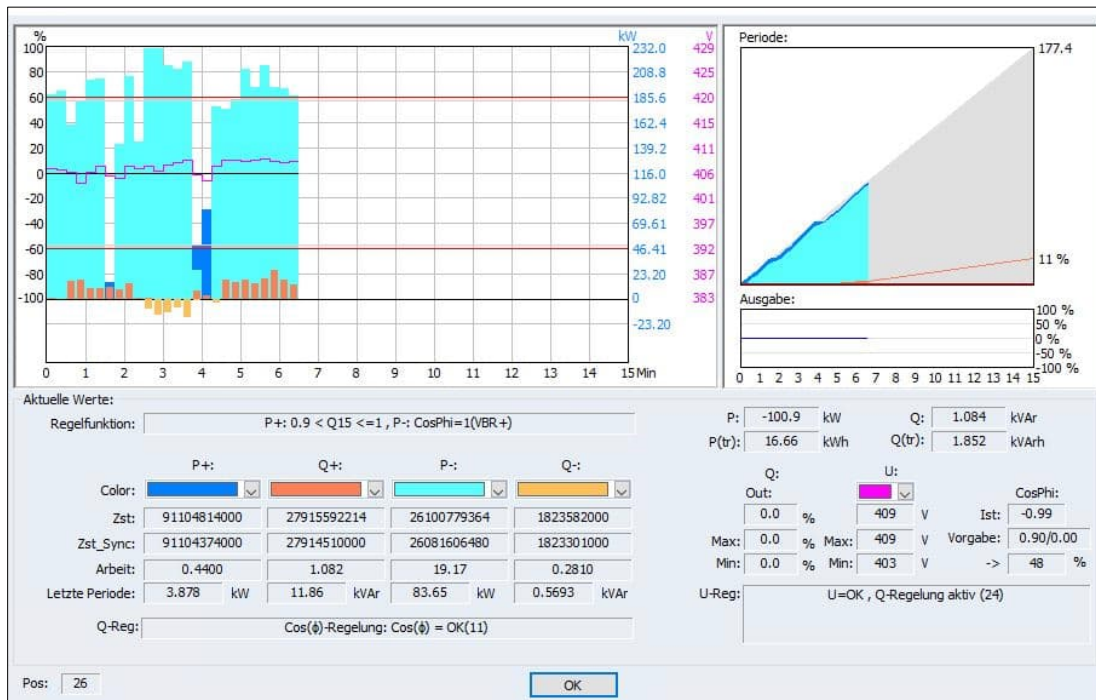 % kW V Periode:
100 232.0 429 177.4
80 208.8 425
60 185.6 420
40 162.4 415
20 139.2 411
0 116.0 406
-20 92.82 401
-40 69.61 397
-60 46.41 392
-80 23.20 387 11 %
-100 0 383
-23.20
Ausgabe:
100 %
50 %
0 %
-50 %
-100 %
0 1 2 3 4 5 6 7 8 9 10 11 12 13 14 15 Min
0 1 2 3 4 5 6 7 8 9 10 11 12 13 14 15
Aktuelle Werte:
Regelfunktion: P+: 0.9 < Q15 <=1 , P-: CosPhi=1(VBR+)
P+: Q+: P-: Q-:
Color:
Zst: 91104814000 27915592214 26100779364 1823582000
Zst_Sync: 91104374000 27914510000 26081606480 1823301000
Arbeit: 0.4400 1.082 19.17 0.2810
Letzte Periode: 3.878 kW 11.86 kVAr 83.65 kW 0.5693 kVAr
Q-Reg: Cos(ϕ)-Regelung: Cos(ϕ) = OK(11)
P: -100.9 kW Q: 1.084 kVAr
P(tr): 16.66 kWh Q(tr): 1.852 kVArh
Q: U:
Out: CosPhi:
0.0 % 409 V Ist: -0.99
Max: 0.0 % Max: 409 V Vorgabe: 0.90/0.00
Min: 0.0 % Min: 403 V -> 48 %
U-Reg: U=OK , Q-Regelung aktiv (24)
Pos: 26 OK